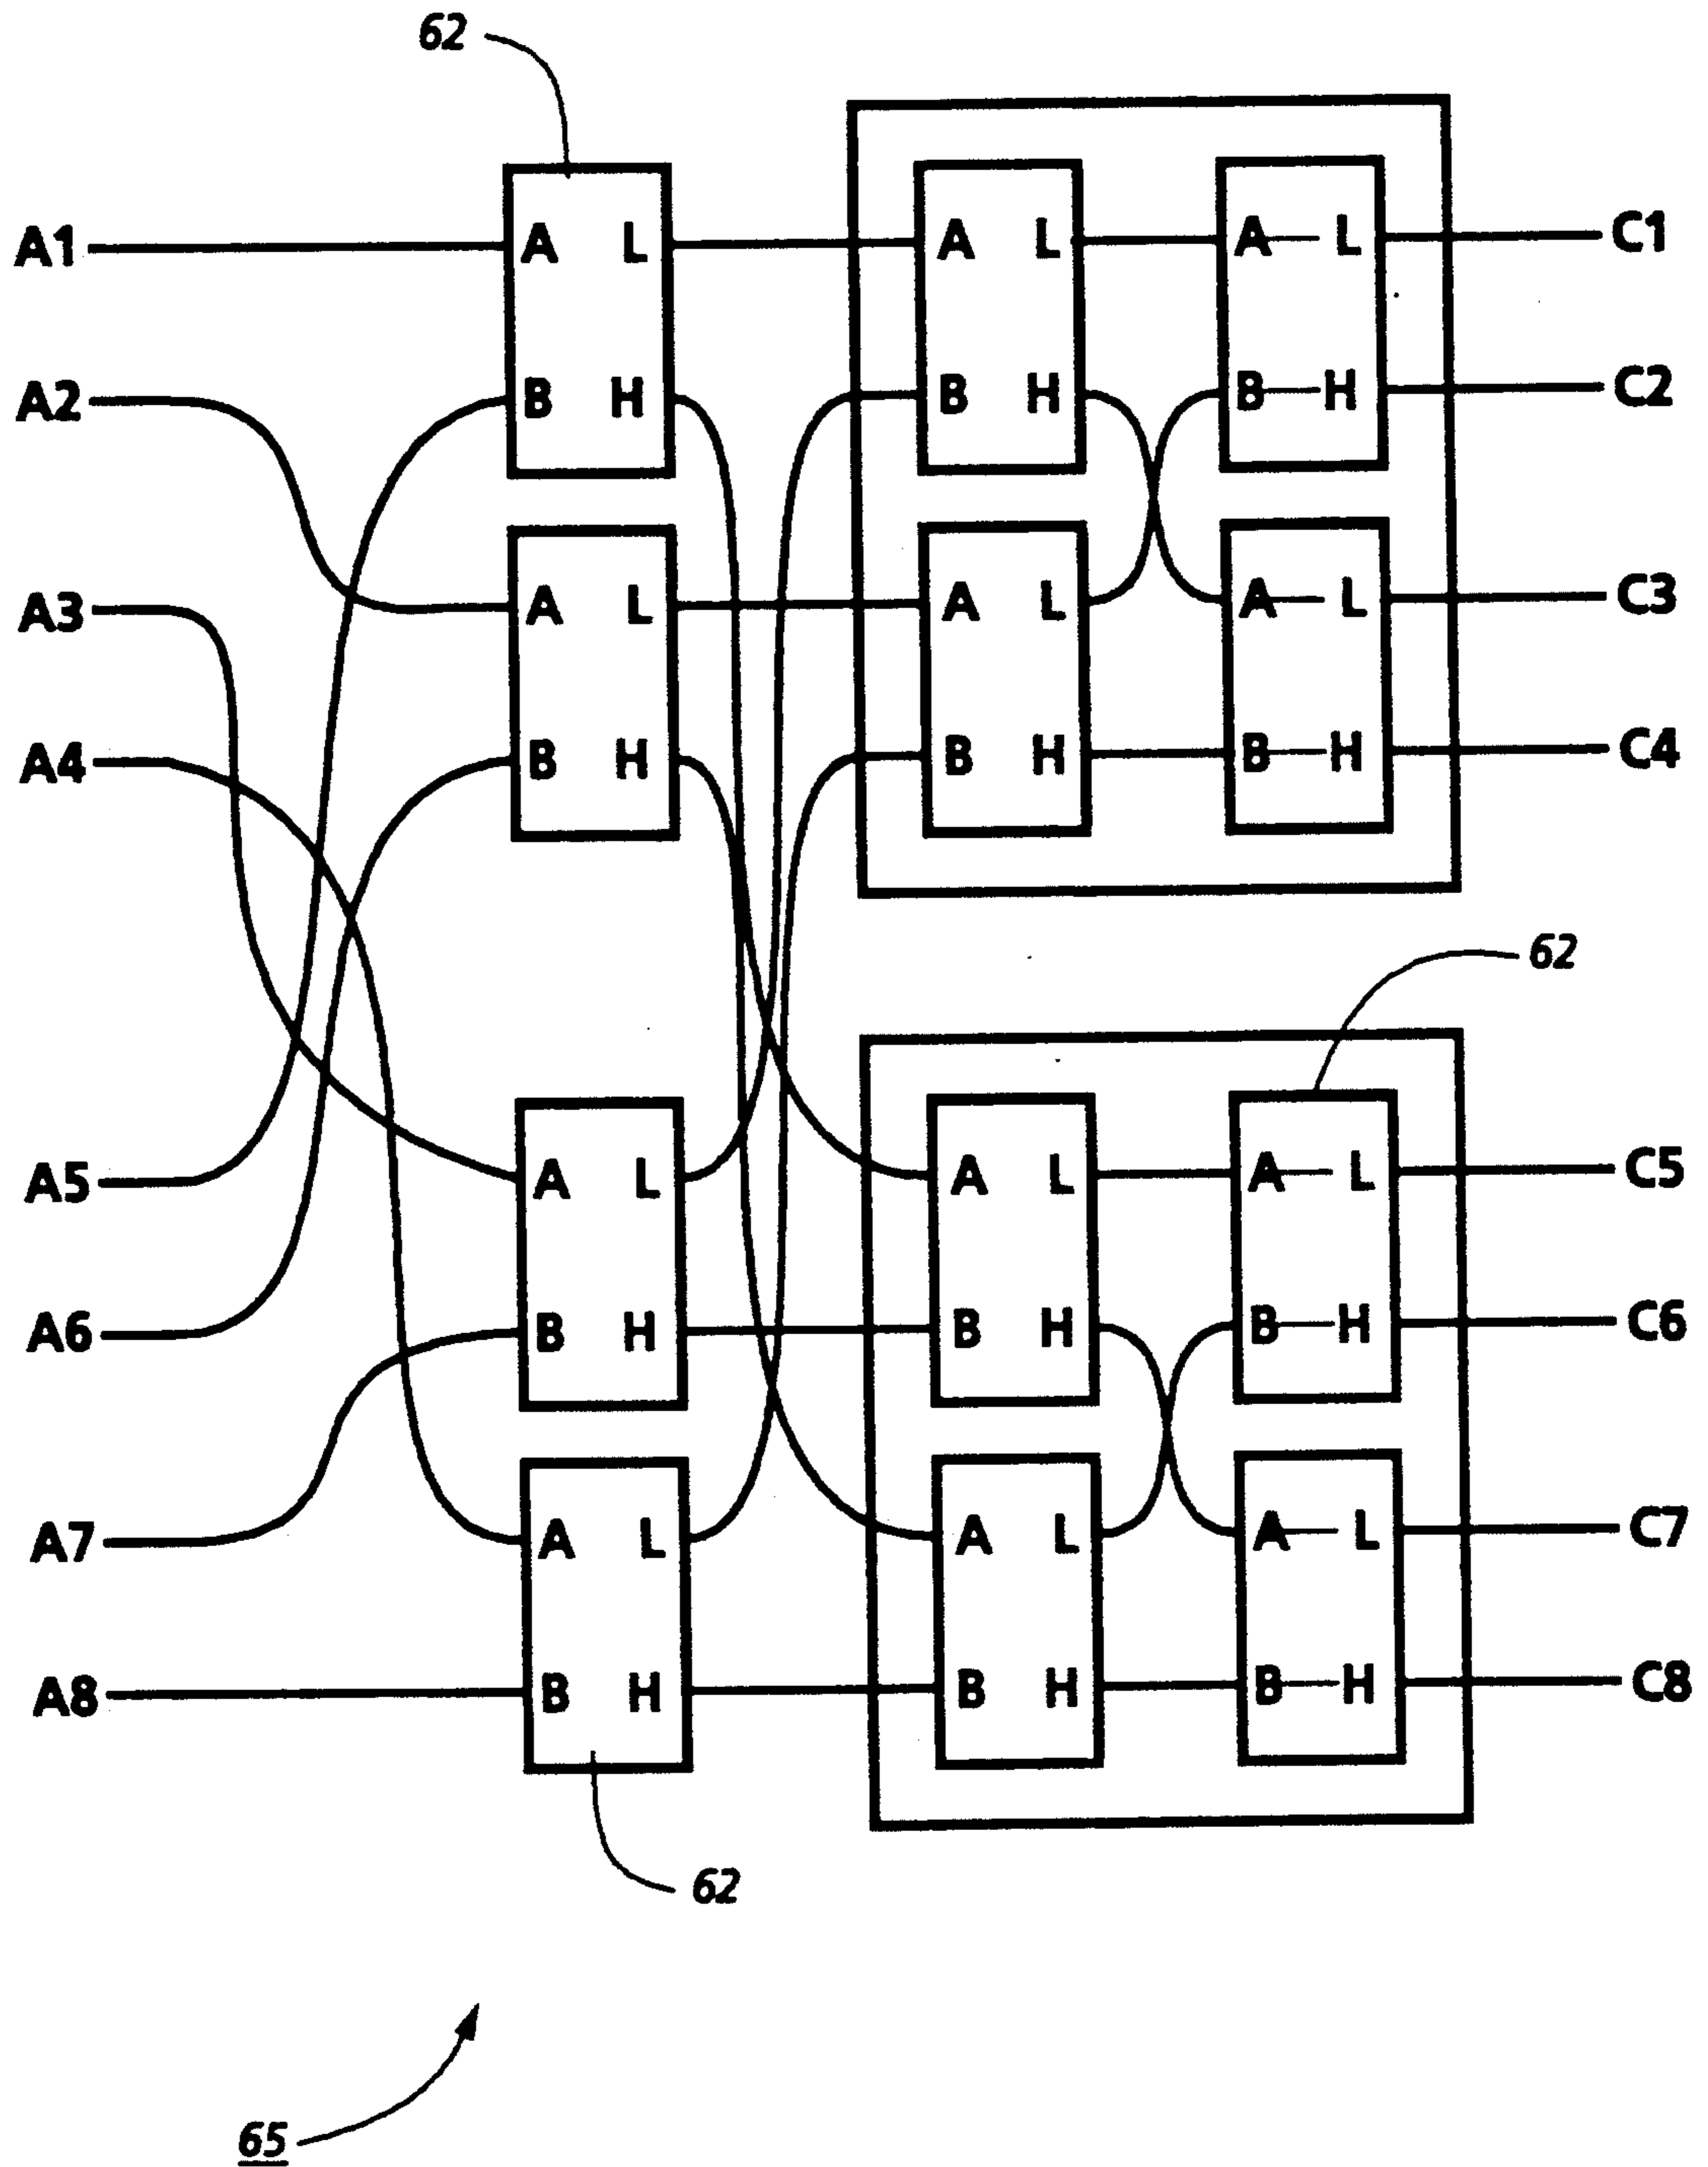 62
A1 A L A L A L C1
A2 B H B H B H C2
A3 A L A L A L C3
A4 B H B H B H C4
62
A5 A L A L A L C5
A6 B H B H B H C6
A7 A L A L A L C7
A8 B H B H B H C8
62
65